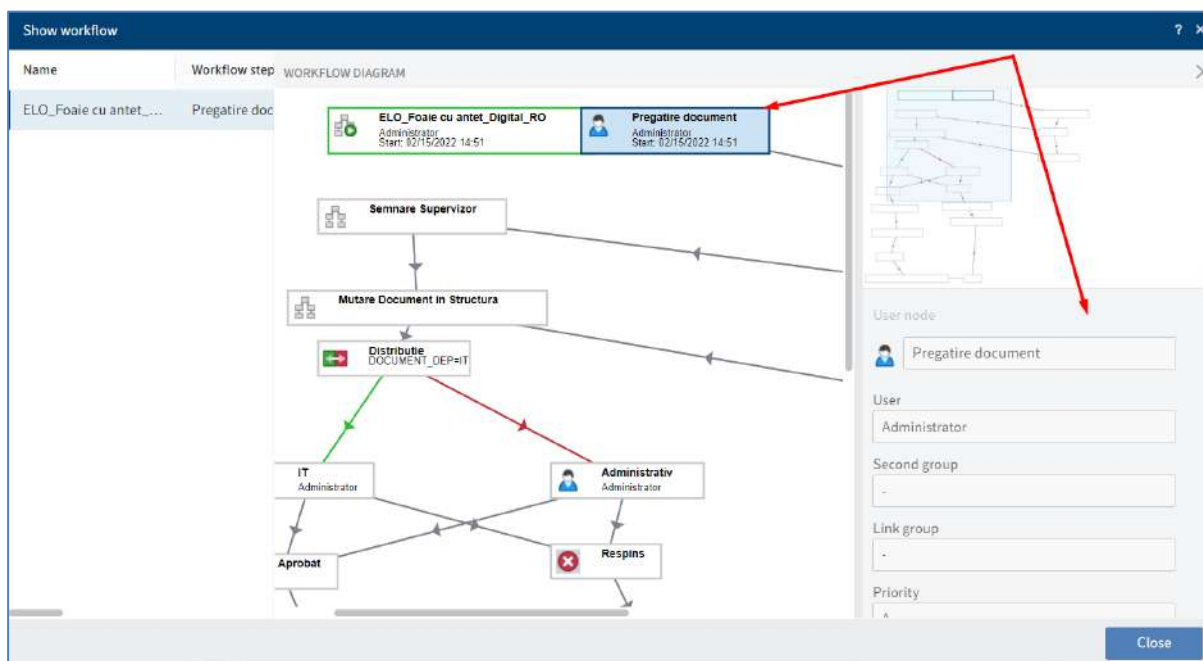 Show workflow
?
Name
Workflow step
WORKFLOW DIAGRAM
ELO_Foaie cu antet_...
Pregatire doc
ELO_Foaie cu antet_Digital_RO
Administrator
Start: 02/15/2022 14:51
Pregatire document
Administrator
Start: 02/15/2022 14:51
Semnare Supervizor
Mutare Document in Structura
Distributie
DOCUMENT_DEP=IT
IT
Administrator
Administrativ
Administrator
Aprobat
Respins
User node
Pregatire document
User
Administrator
Second group
-
Link group
-
Priority
Close